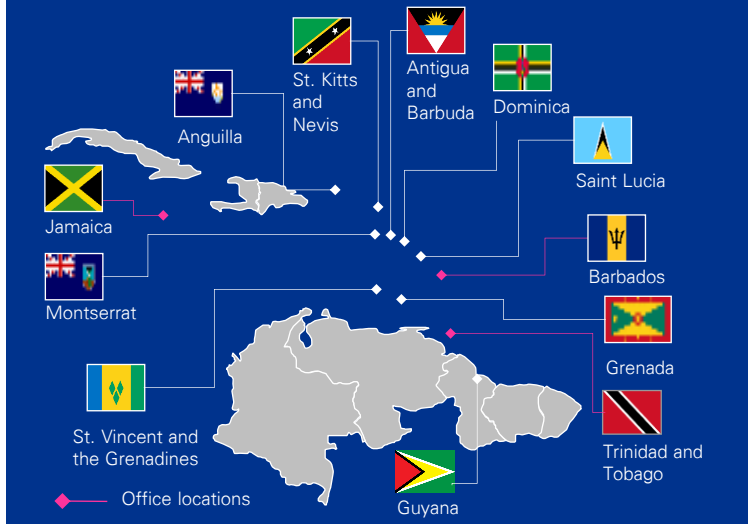 St. Kitts
and
Nevis
Antigua
and
Barbuda
Dominica
Anguilla
Saint Lucia
Jamaica
Barbados
Montserrat
Grenada
St. Vincent and
the Grenadines
Trinidad and
Tobago
Office locations
Guyana